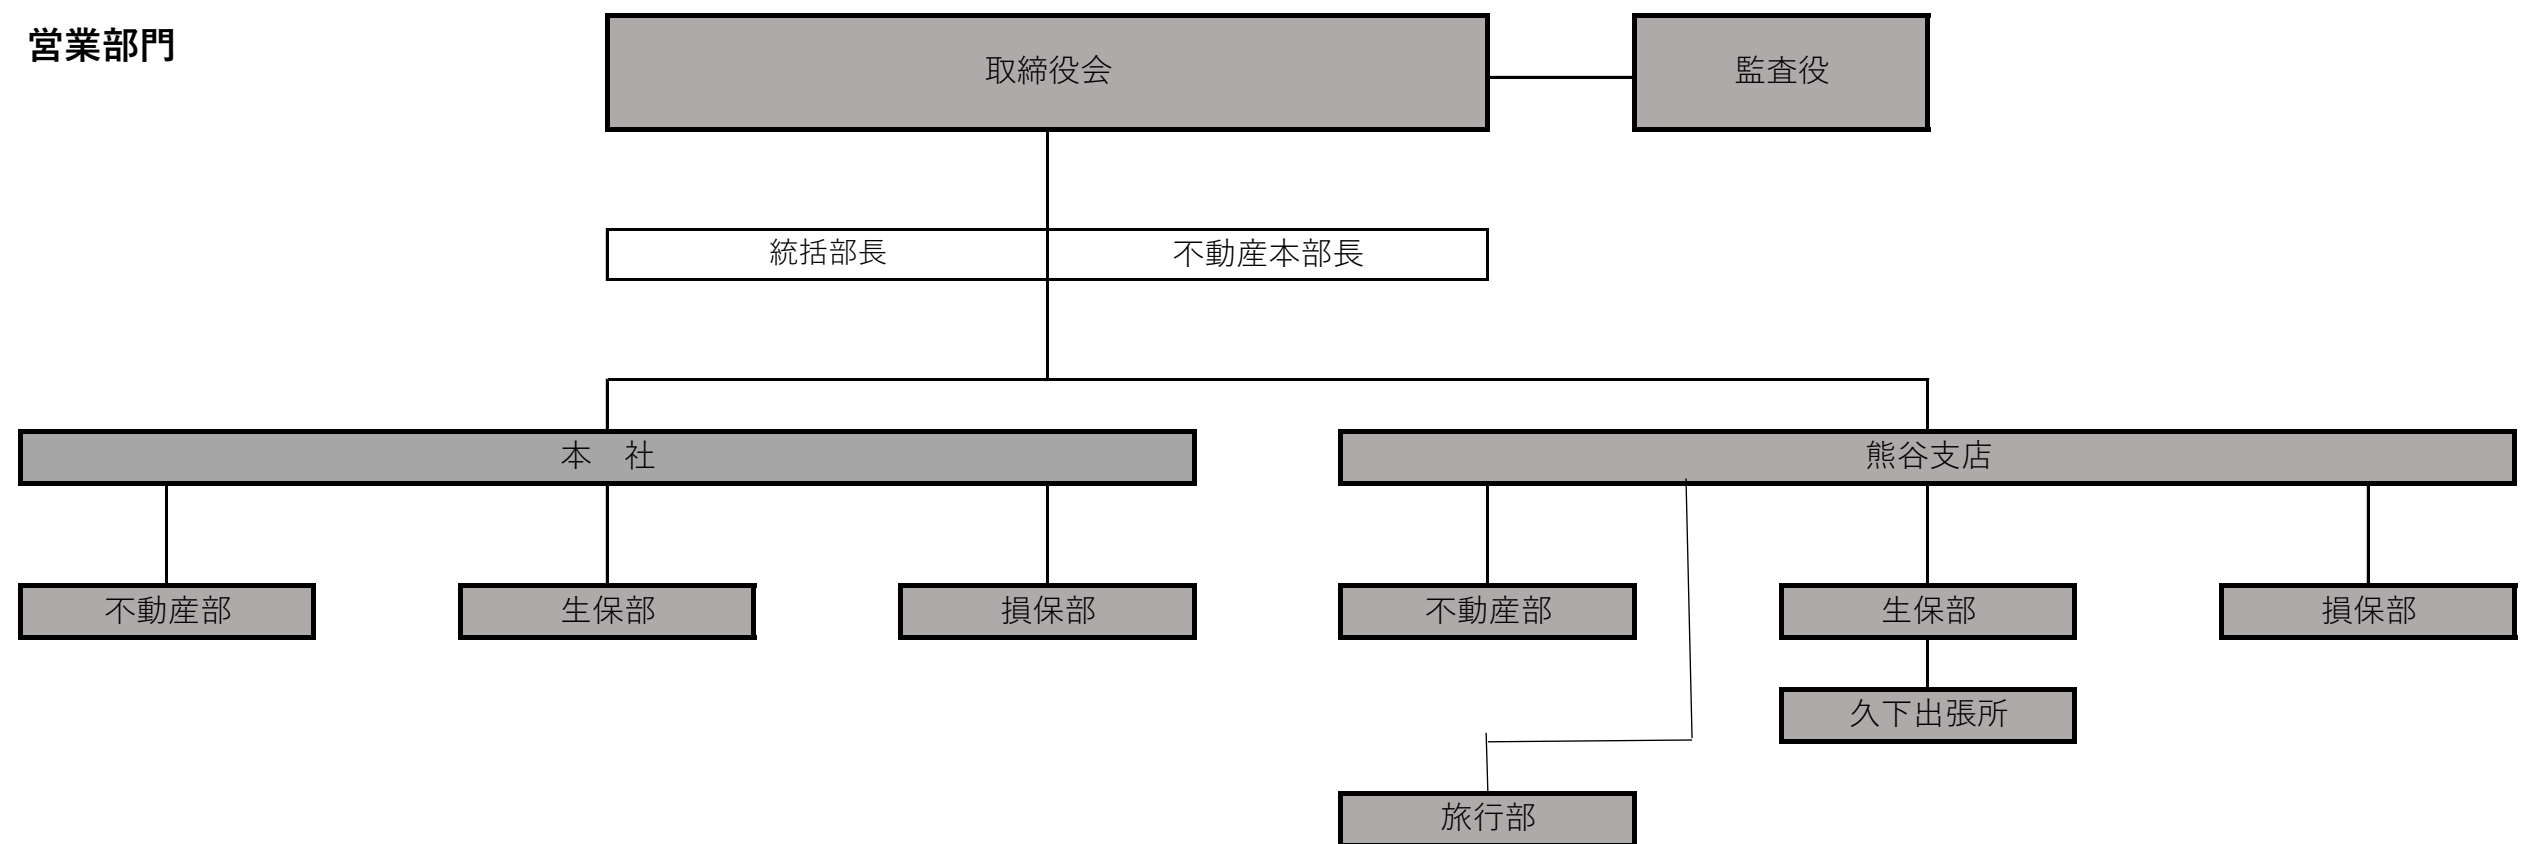 営業部門
取締役会
監査役
統括部長
不動産本部長
本　社
熊谷支店
不動産部
生保部
損保部
不動産部
生保部
損保部
久下出張所
旅行部